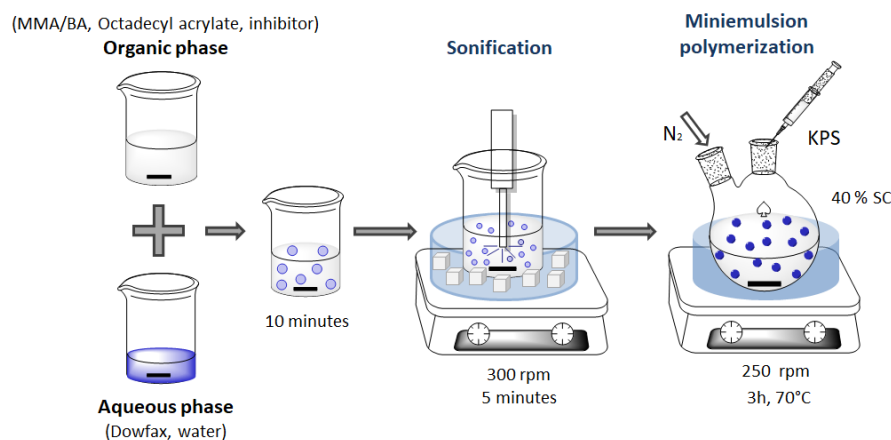 (MMA/BA, Octadecyl acrylate, inhibitor)
Organic phase
Aqueous phase
(Dowfax, water)
10 minutes
Sonification
300 rpm
5 minutes
Miniemulsion
polymerization
N₂
KPS
40 % SC
250 rpm
3h, 70°C